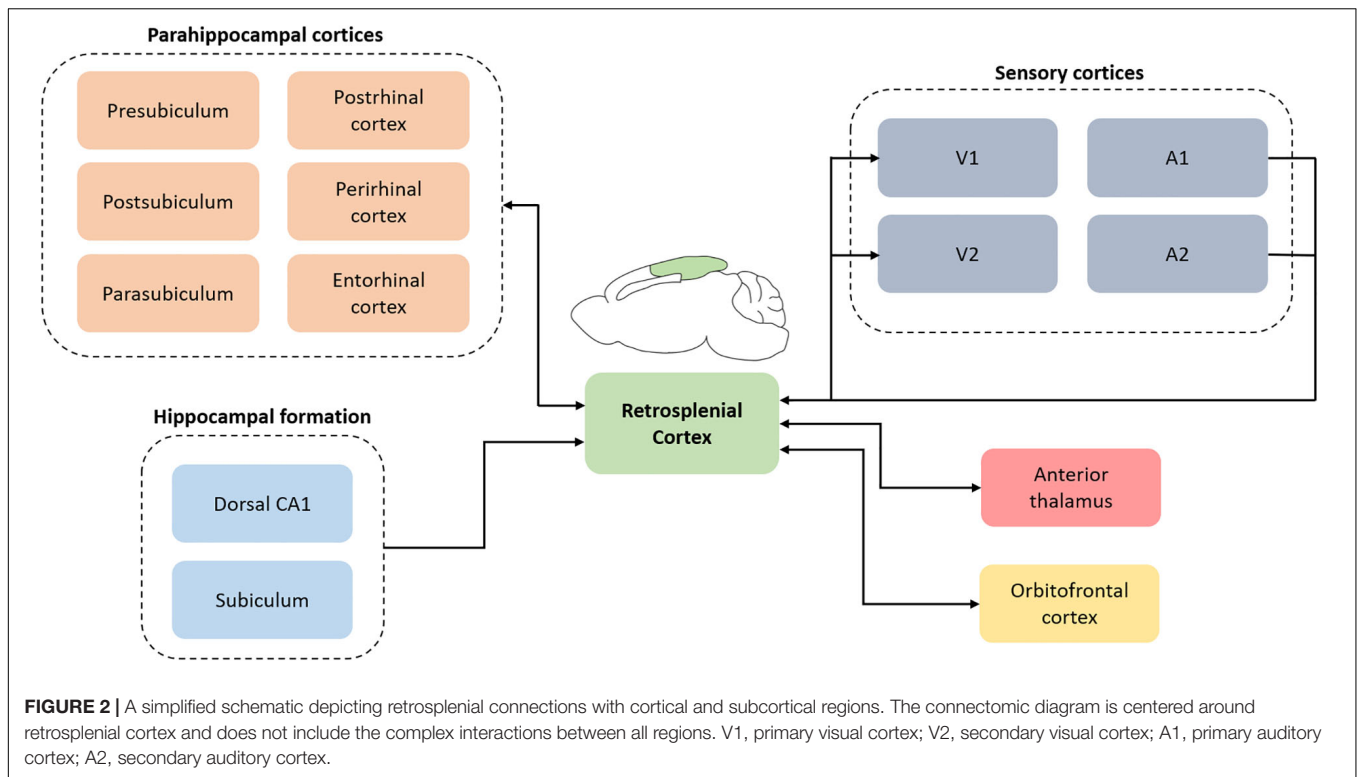 Parahippocampal cortices
Presubiculum
Postrhinal
cortex
Postsubiculum
Perirhinal
cortex
Parasubiculum
Entorhinal
cortex
Sensory cortices
V1
A1
V2
A2
Hippocampal formation
Dorsal CA1
Subiculum
Retrosplenial
Cortex
Anterior
thalamus
Orbitofrontal
cortex
FIGURE 2 | A simplified schematic depicting retrosplenial connections with cortical and subcortical regions. The connectomic diagram is centered around
retrosplenial cortex and does not include the complex interactions between all regions. V1, primary visual cortex; V2, secondary visual cortex; A1, primary auditory
cortex; A2, secondary auditory cortex.